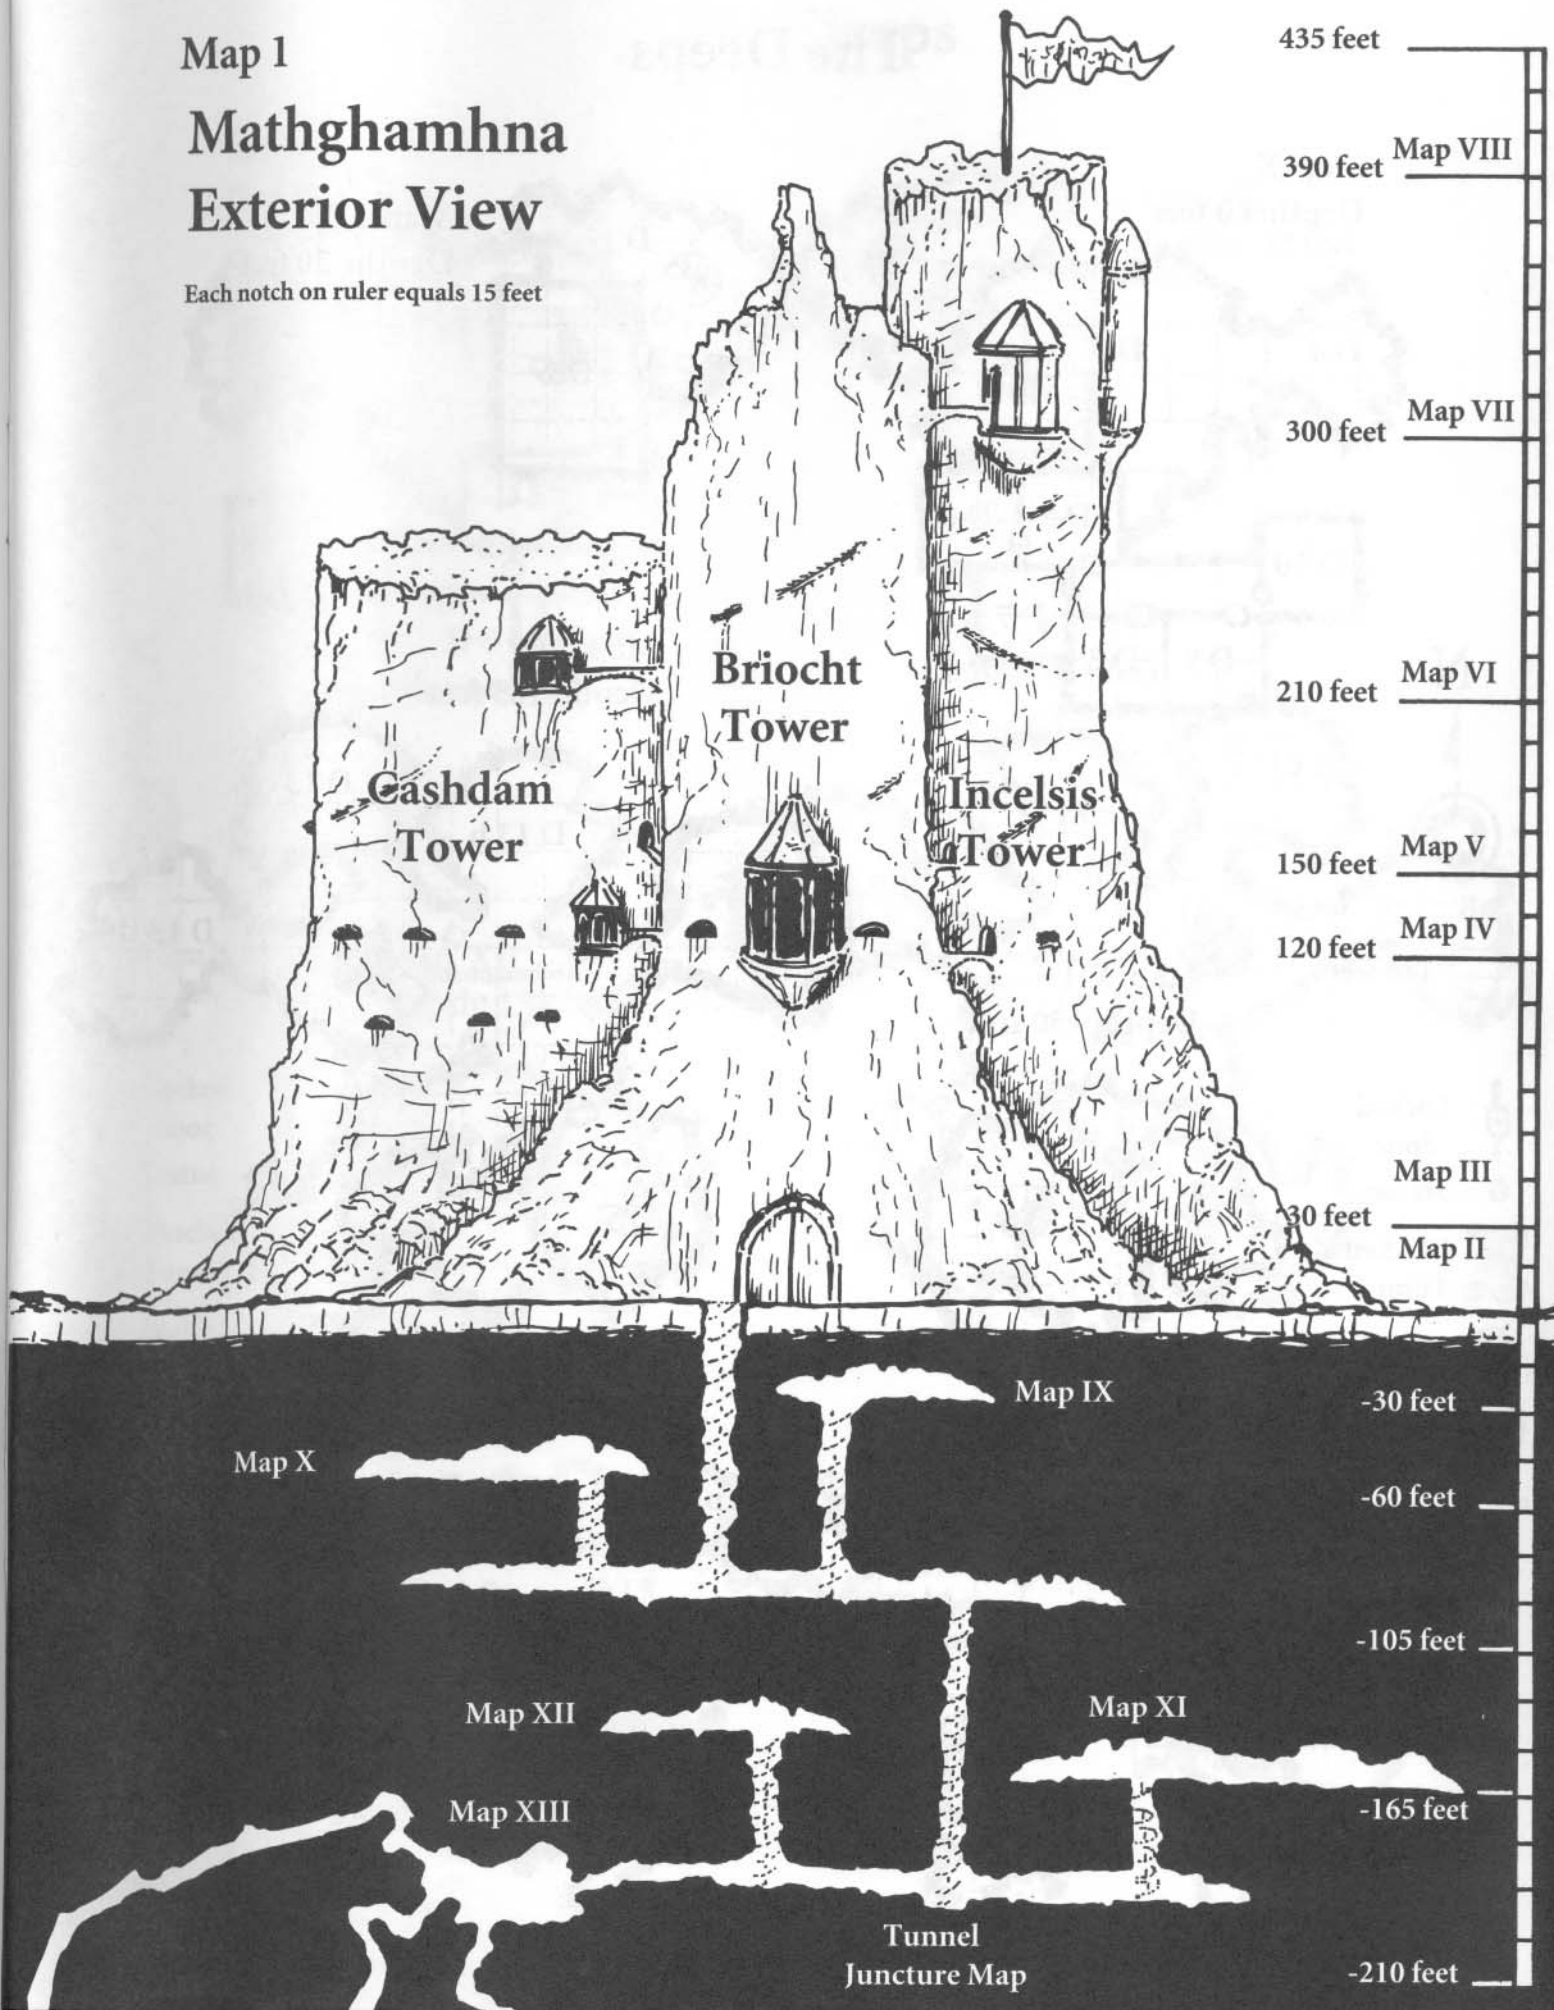 Map 1
Mathghamhna
Exterior View
Each notch on ruler equals 15 feet
435 feet
Map VIII
390 feet
Map VII
300 feet
Map VI
210 feet
Briocht
Tower
Cashdam
Tower
Incelsis
Tower
Map V
150 feet
Map IV
120 feet
Map III
30 feet
Map II
Map IX
-30 feet
Map X
-60 feet
-105 feet
Map XII
Map XI
Map XIII
-165 feet
Tunnel
Juncture Map
-210 feet